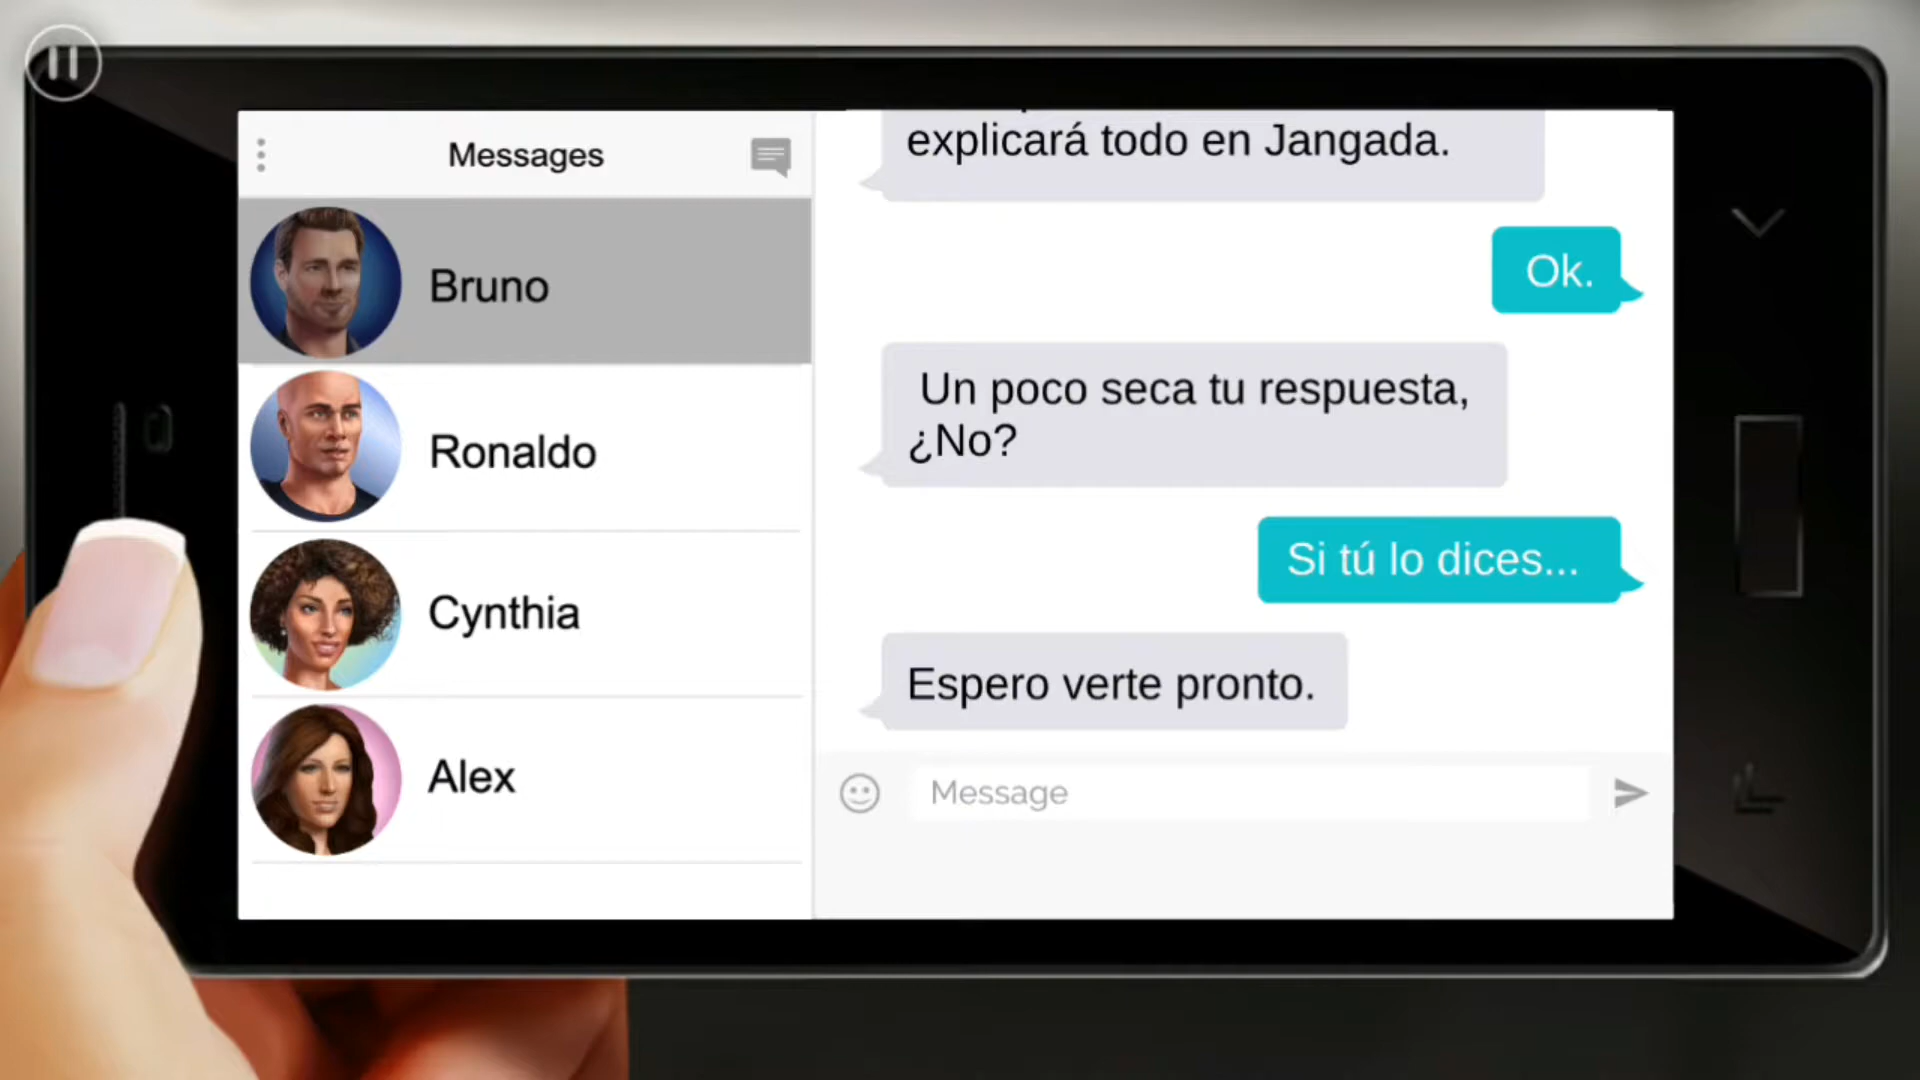 Messages
Bruno
Ronaldo
Cynthia
Alex
explicará todo en Jangada.
Ok.
Un poco seca tu respuesta,
¿No?
Si tú lo dices...
Espero verte pronto.
Message